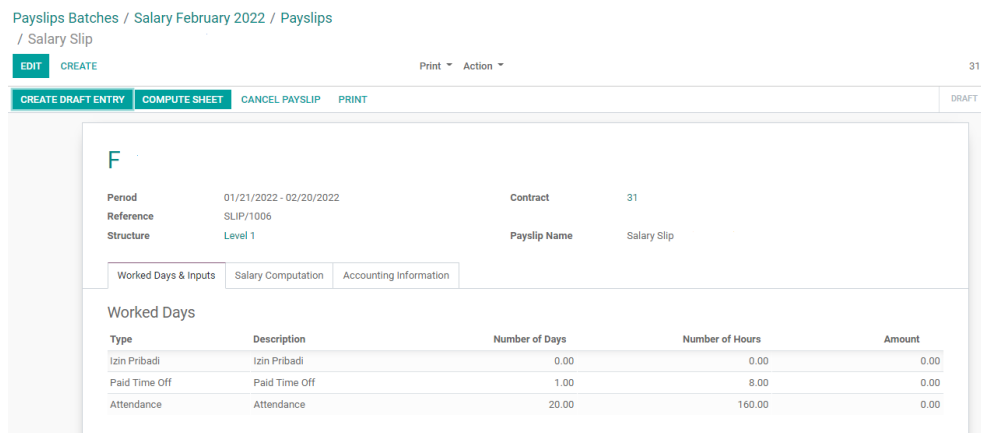 Payslips Batches / Salary February 2022 / Payslips
/ Salary Slip
EDIT CREATE Print Action 31
CREATE DRAFT ENTRY COMPUTE SHEET CANCEL PAYSLIP PRINT DRAFT
F
Period 01/21/2022 - 02/20/2022 Contract 31
Reference SLIP/1006
Structure Level 1 Payslip Name Salary Slip
Worked Days & Inputs Salary Computation Accounting Information
Worked Days
Type Description Number of Days Number of Hours Amount
Izin Pribadi Izin Pribadi 0.00 0.00 0.00
Paid Time Off Paid Time Off 1.00 8.00 0.00
Attendance Attendance 20.00 160.00 0.00